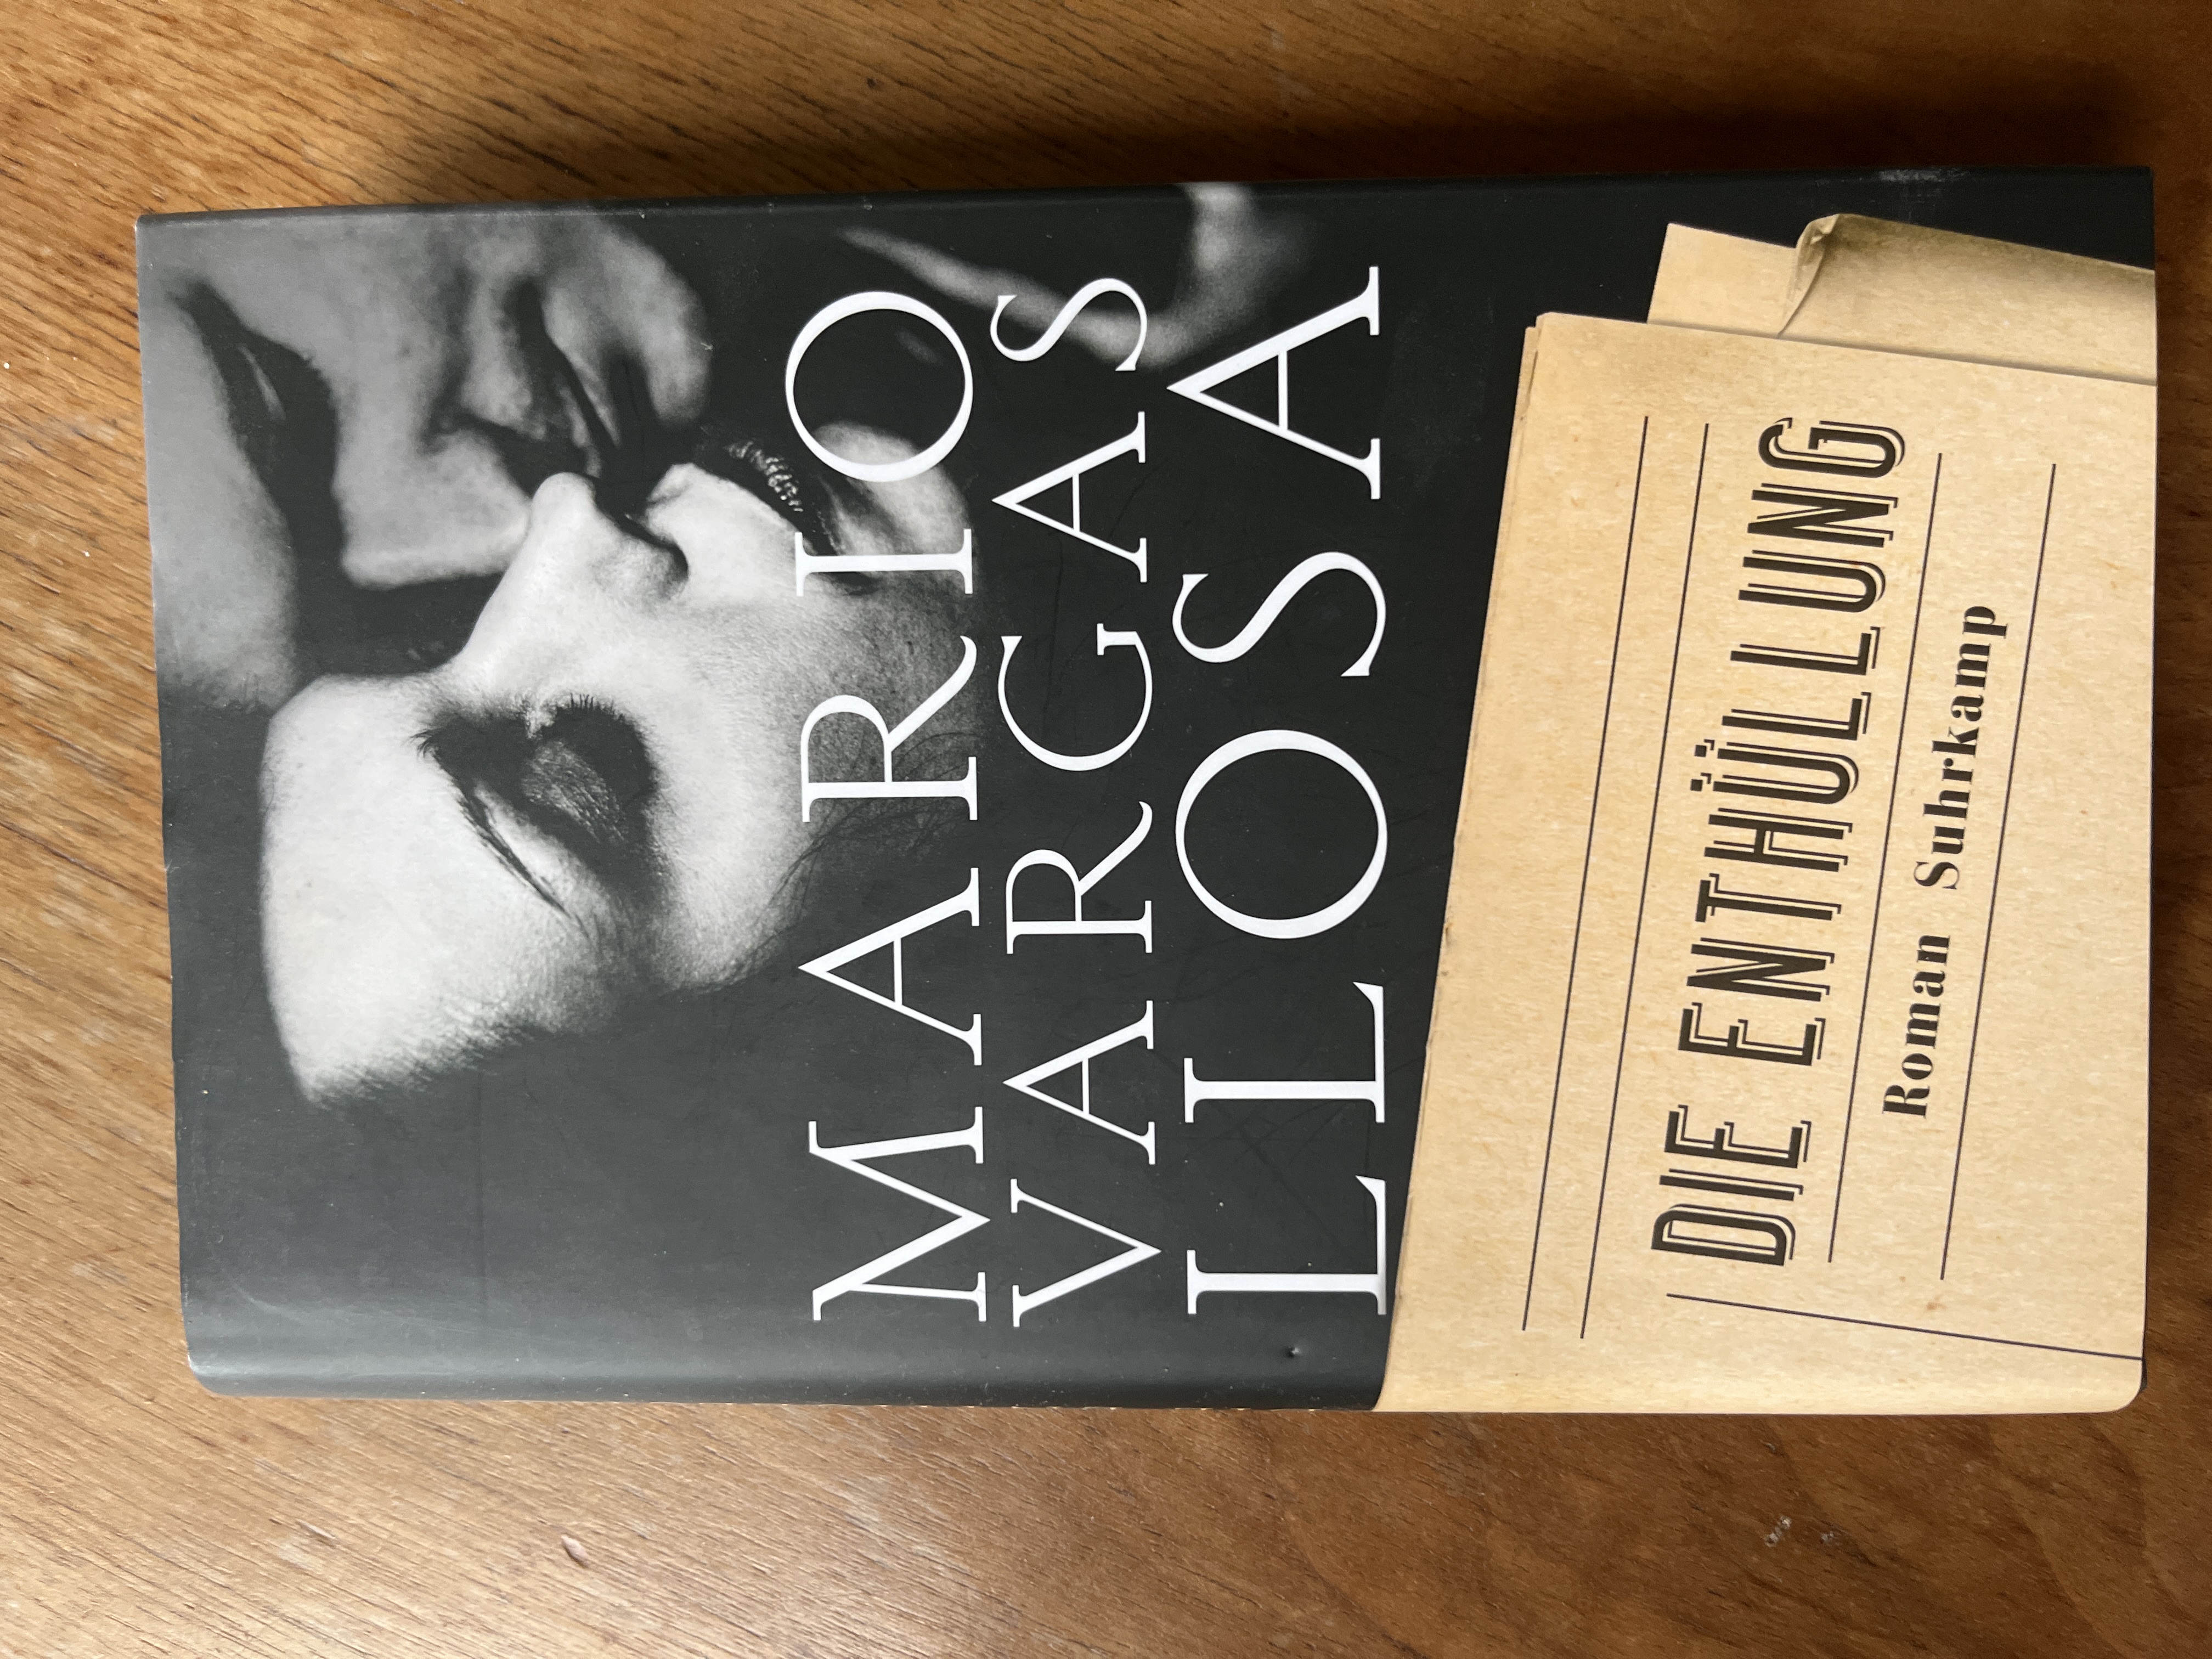 MARIO
VARGAS
LLOSA
DIE ENTHÜLLUNG
Roman Suhrkamp